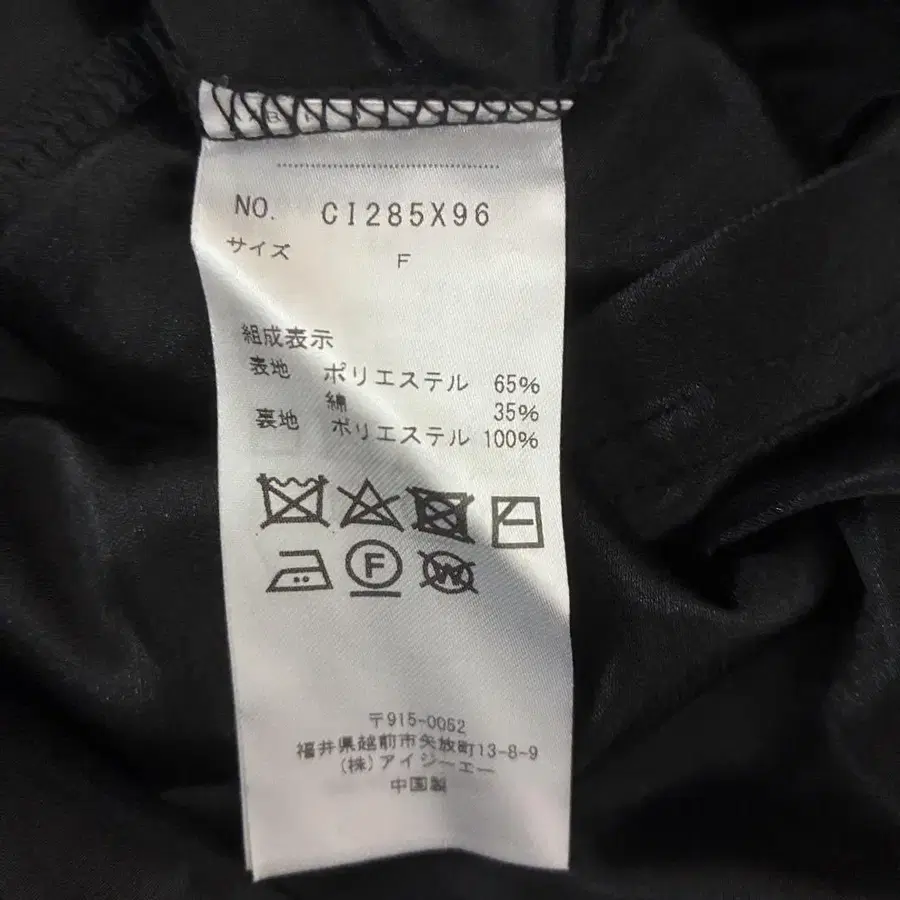 NO. CI285X96
サイズ F
組成表示
表地 ポリエステル 65%
綿 35%
裏地 ポリエステル 100%
F
W
〒915-0052
福井県越前市矢放町13-8-9
(株)アイジーエー
中国製